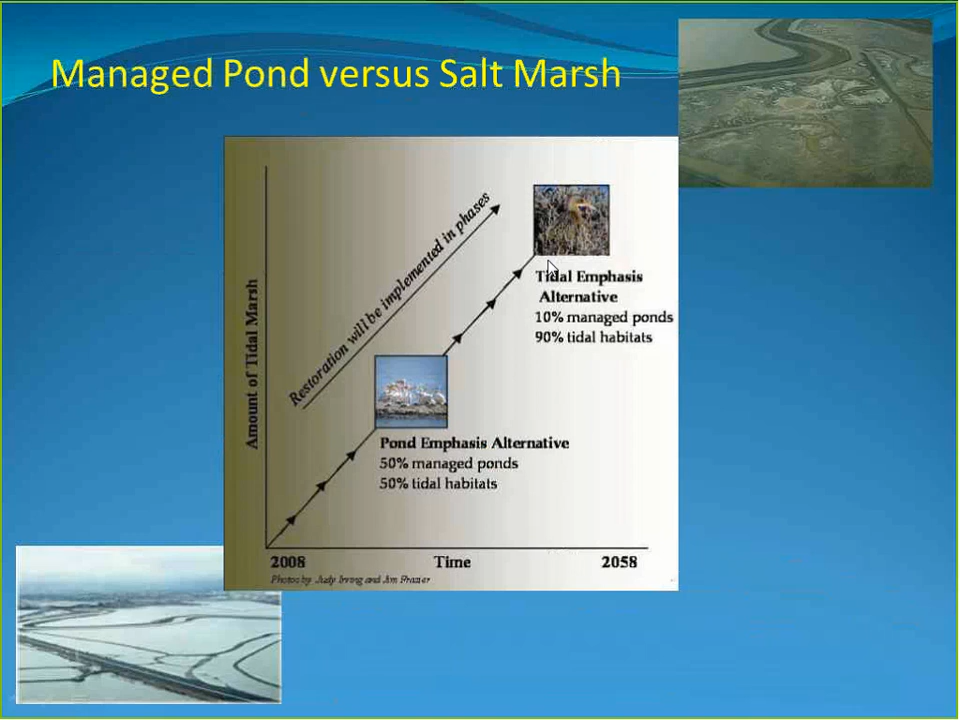 Managed Pond versus Salt Marsh
Amount of Tidal Marsh
Restoration will be implemented in phases
Tidal Emphasis
Alternative
10% managed ponds
90% tidal habitats
Pond Emphasis Alternative
50% managed ponds
50% tidal habitats
2008 Time 2058
Photos by Judy Irving and Jim Frazier